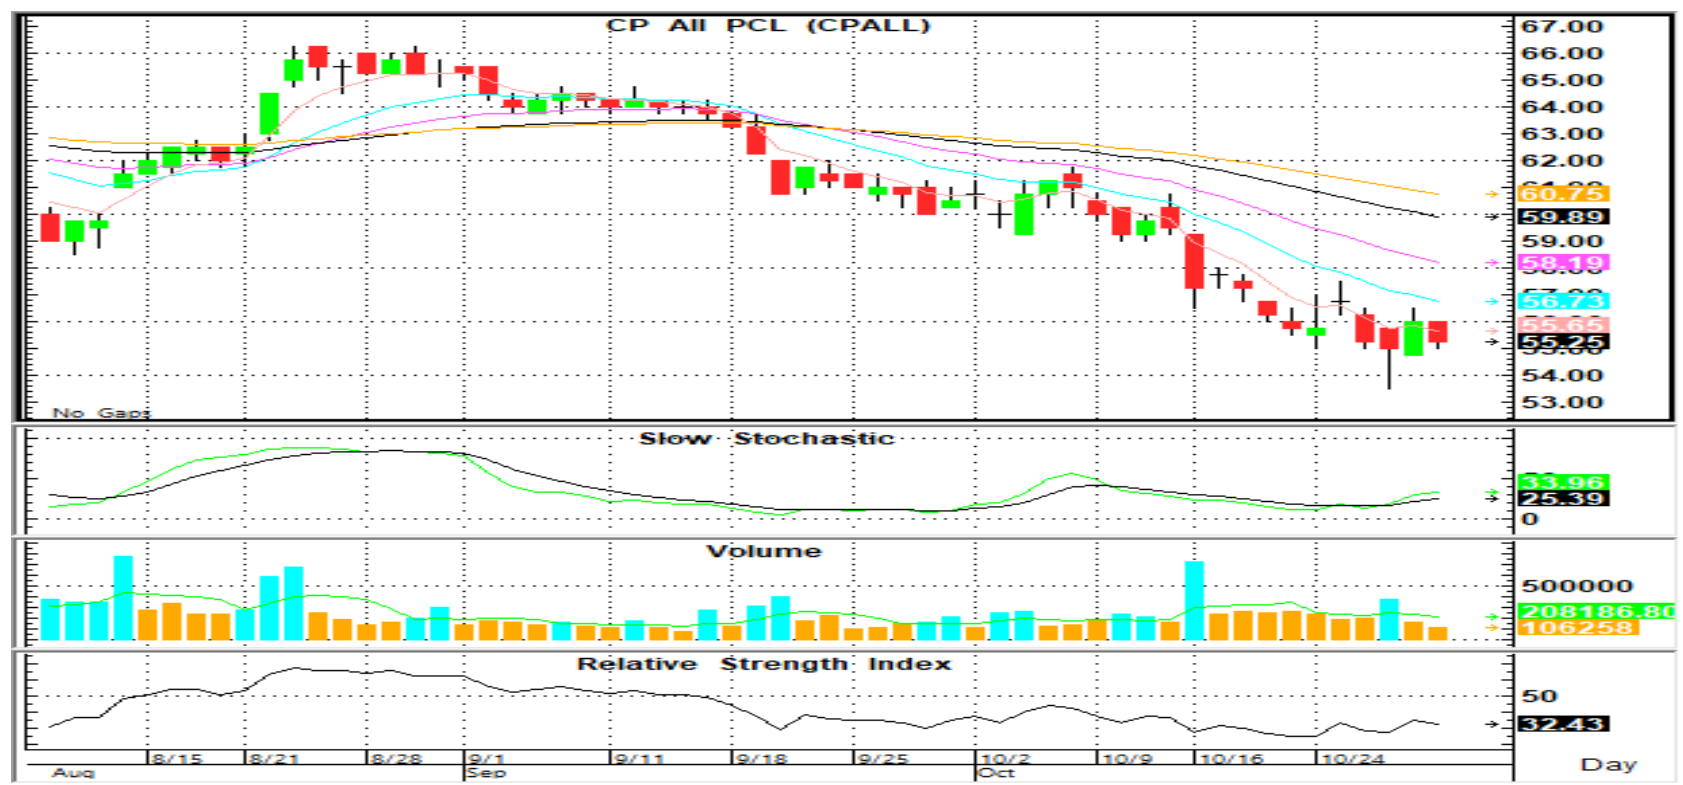 CP All PCL (CPALL)
67.00
66.00
65.00
64.00
63.00
62.00
60.75
59.89
59.00
58.19
56.73
55.65
55.25
54.00
53.00
No Gaps
Slow Stochastic
33.96
25.39
0
Volume
500000
208186.80
106258
Relative Strength Index
50
32.43
8/15 8/21 8/28 9/1 9/11 9/18 9/25 10/2 10/9 10/16 10/24
Aug Sep Oct
Day